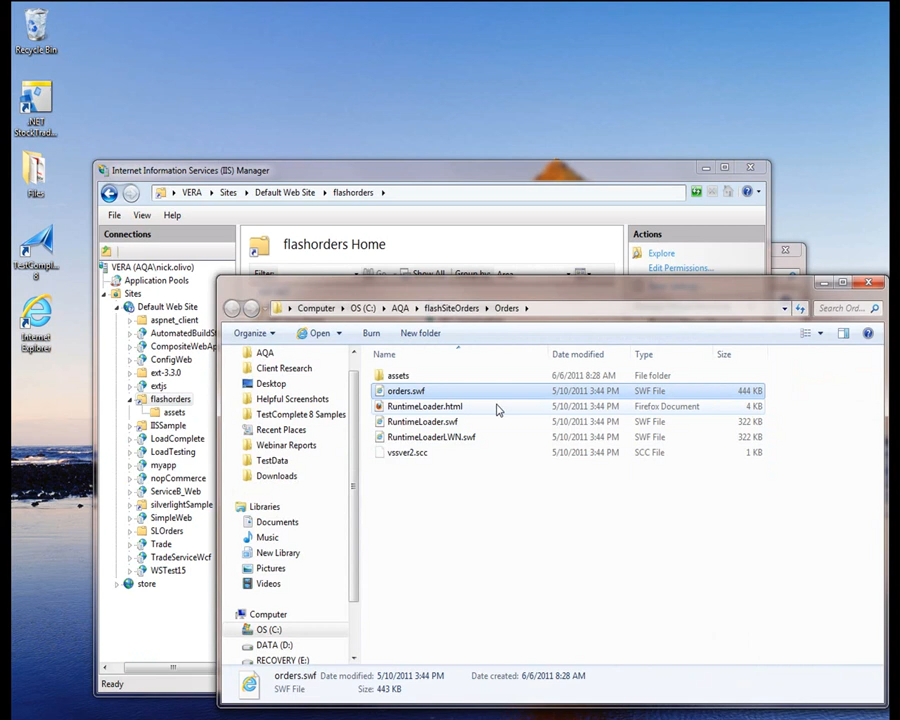 Recycle Bin
.NET
StockTrad...
Files
TestCompl...
8
Internet
Explorer
Internet Information Services (IIS) Manager
VERA
Sites
Default Web Site
flashorders
File
View
Help
Connections
VERA (AQA\nick.olivo)
Application Pools
Sites
Default Web Site
aspnet_client
AutomatedBuildS
CompositeWebAp
ConfigWeb
ext-3.3.0
extjs
flashorders
assets
IISSample
LoadComplete
LoadTesting
myapp
nopCommerce
ServiceB_Web
silverlightSample
SimpleWeb
SLOrders
Trade
TradeServiceWcf
WSTest15
store
Ready
flashorders Home
Actions
Explore
Edit Permissions...
Computer
OS (C:)
AQA
flashSiteOrders
Orders
Search Ord...
Organize
Open
Burn
New folder
AQA
Client Research
Desktop
Helpful Screenshots
TestComplete 8 Samples
Recent Places
Webinar Reports
TestData
Downloads
Libraries
Documents
Music
New Library
Pictures
Videos
Computer
OS (C:)
DATA (D:)
RECOVERY (E:)
Name Date modified Type Size
assets 6/6/2011 8:28 AM File folder
orders.swf 5/10/2011 3:44 PM SWF File 444 KB
RuntimeLoader.html 5/10/2011 3:44 PM Firefox Document 4 KB
RuntimeLoader.swf 5/10/2011 3:44 PM SWF File 322 KB
RuntimeLoaderLWN.swf 5/10/2011 3:44 PM SWF File 322 KB
vssver2.scc 5/10/2011 3:44 PM SCC File 1 KB
orders.swf Date modified: 5/10/2011 3:44 PM Date created: 6/6/2011 8:28 AM
SWF File Size: 443 KB